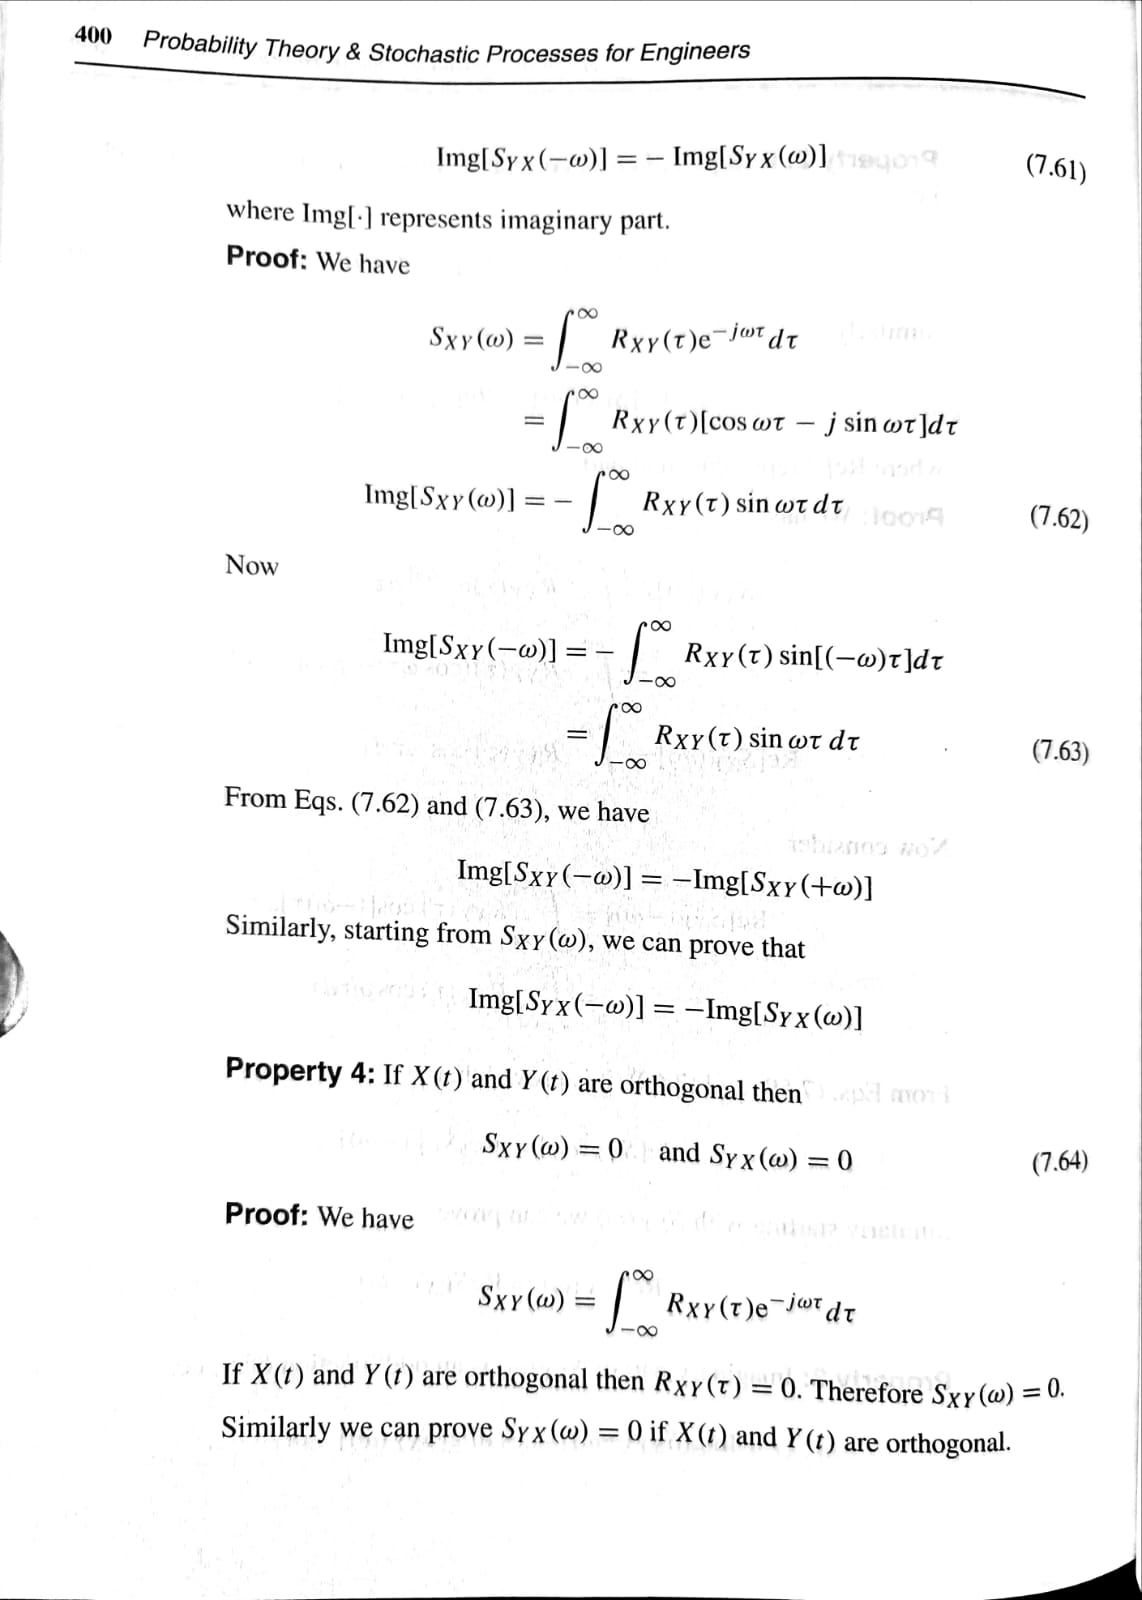 400 Probability Theory & Stochastic Processes for Engineers
Img[S_{YX}(−ω)] = − Img[S_{YX}(ω)] (7.61)
where Img[·] represents imaginary part.
Proof: We have
S_{XY}(ω) = ∫_{−∞}^{∞} R_{XY}(τ)e^{−jωτ} dτ
= ∫_{−∞}^{∞} R_{XY}(τ)[cos ωτ − j sin ωτ]dτ
Img[S_{XY}(ω)] = − ∫_{−∞}^{∞} R_{XY}(τ) sin ωτ dτ (7.62)
Now
Img[S_{XY}(−ω)] = − ∫_{−∞}^{∞} R_{XY}(τ) sin[(−ω)τ]dτ
= ∫_{−∞}^{∞} R_{XY}(τ) sin ωτ dτ (7.63)
From Eqs. (7.62) and (7.63), we have
Img[S_{XY}(−ω)] = −Img[S_{XY}(+ω)]
Similarly, starting from S_{XY}(ω), we can prove that
Img[S_{YX}(−ω)] = −Img[S_{YX}(ω)]
Property 4: If X(t) and Y(t) are orthogonal then
S_{XY}(ω) = 0 and S_{YX}(ω) = 0 (7.64)
Proof: We have
S_{XY}(ω) = ∫_{−∞}^{∞} R_{XY}(τ)e^{−jωτ} dτ
If X(t) and Y(t) are orthogonal then R_{XY}(τ) = 0. Therefore S_{XY}(ω) = 0.
Similarly we can prove S_{YX}(ω) = 0 if X(t) and Y(t) are orthogonal.